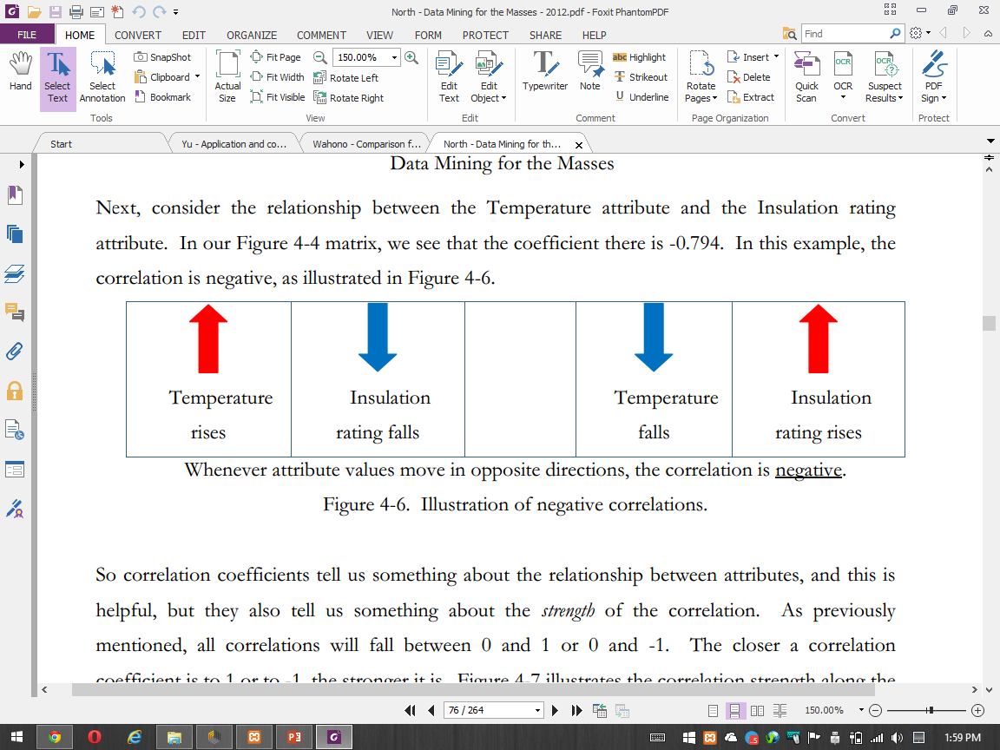 North - Data Mining for the Masses - 2012.pdf - Foxit PhantomPDF
FILE HOME CONVERT EDIT ORGANIZE COMMENT VIEW FORM PROTECT SHARE HELP Find
Hand
Select Text
Select Annotation
SnapShot
Clipboard
Bookmark
Tools
Actual Size
Fit Page
Fit Width
Fit Visible
150.00%
Rotate Left
Rotate Right
View
Edit Text
Edit Object
Edit
Typewriter
Note
abc Highlight
Strikeout
U Underline
Comment
Rotate Pages
Insert
Delete
Extract
Page Organization
Quick Scan
OCR OCR
OCR Suspect Results
Convert
PDF Sign
Protect
Start
Yu - Application and co...
Wahono - Comparison f...
North - Data Mining for th...
Data Mining for the Masses
Next, consider the relationship between the Temperature attribute and the Insulation rating
attribute. In our Figure 4-4 matrix, we see that the coefficient there is -0.794. In this example, the
correlation is negative, as illustrated in Figure 4-6.
Temperature rises
Insulation rating falls
Temperature falls
Insulation rating rises
Whenever attribute values move in opposite directions, the correlation is negative.
Figure 4-6. Illustration of negative correlations.
So correlation coefficients tell us something about the relationship between attributes, and this is
helpful, but they also tell us something about the strength of the correlation. As previously
mentioned, all correlations will fall between 0 and 1 or 0 and -1. The closer a correlation
coefficient is to 1 or to -1, the stronger it is. Figure 4-7 illustrates the correlation strength along the
76 / 264
150.00%
1:59 PM